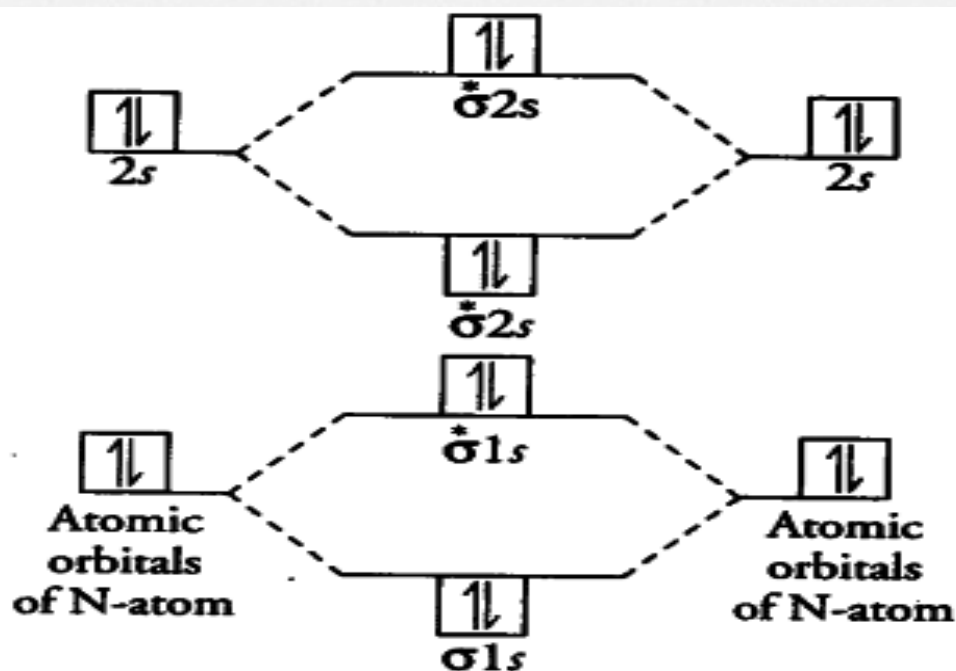 σ*2s
2s
2s
σ*2s
σ*1s
Atomic
orbitals
of N-atom
Atomic
orbitals
of N-atom
σ1s